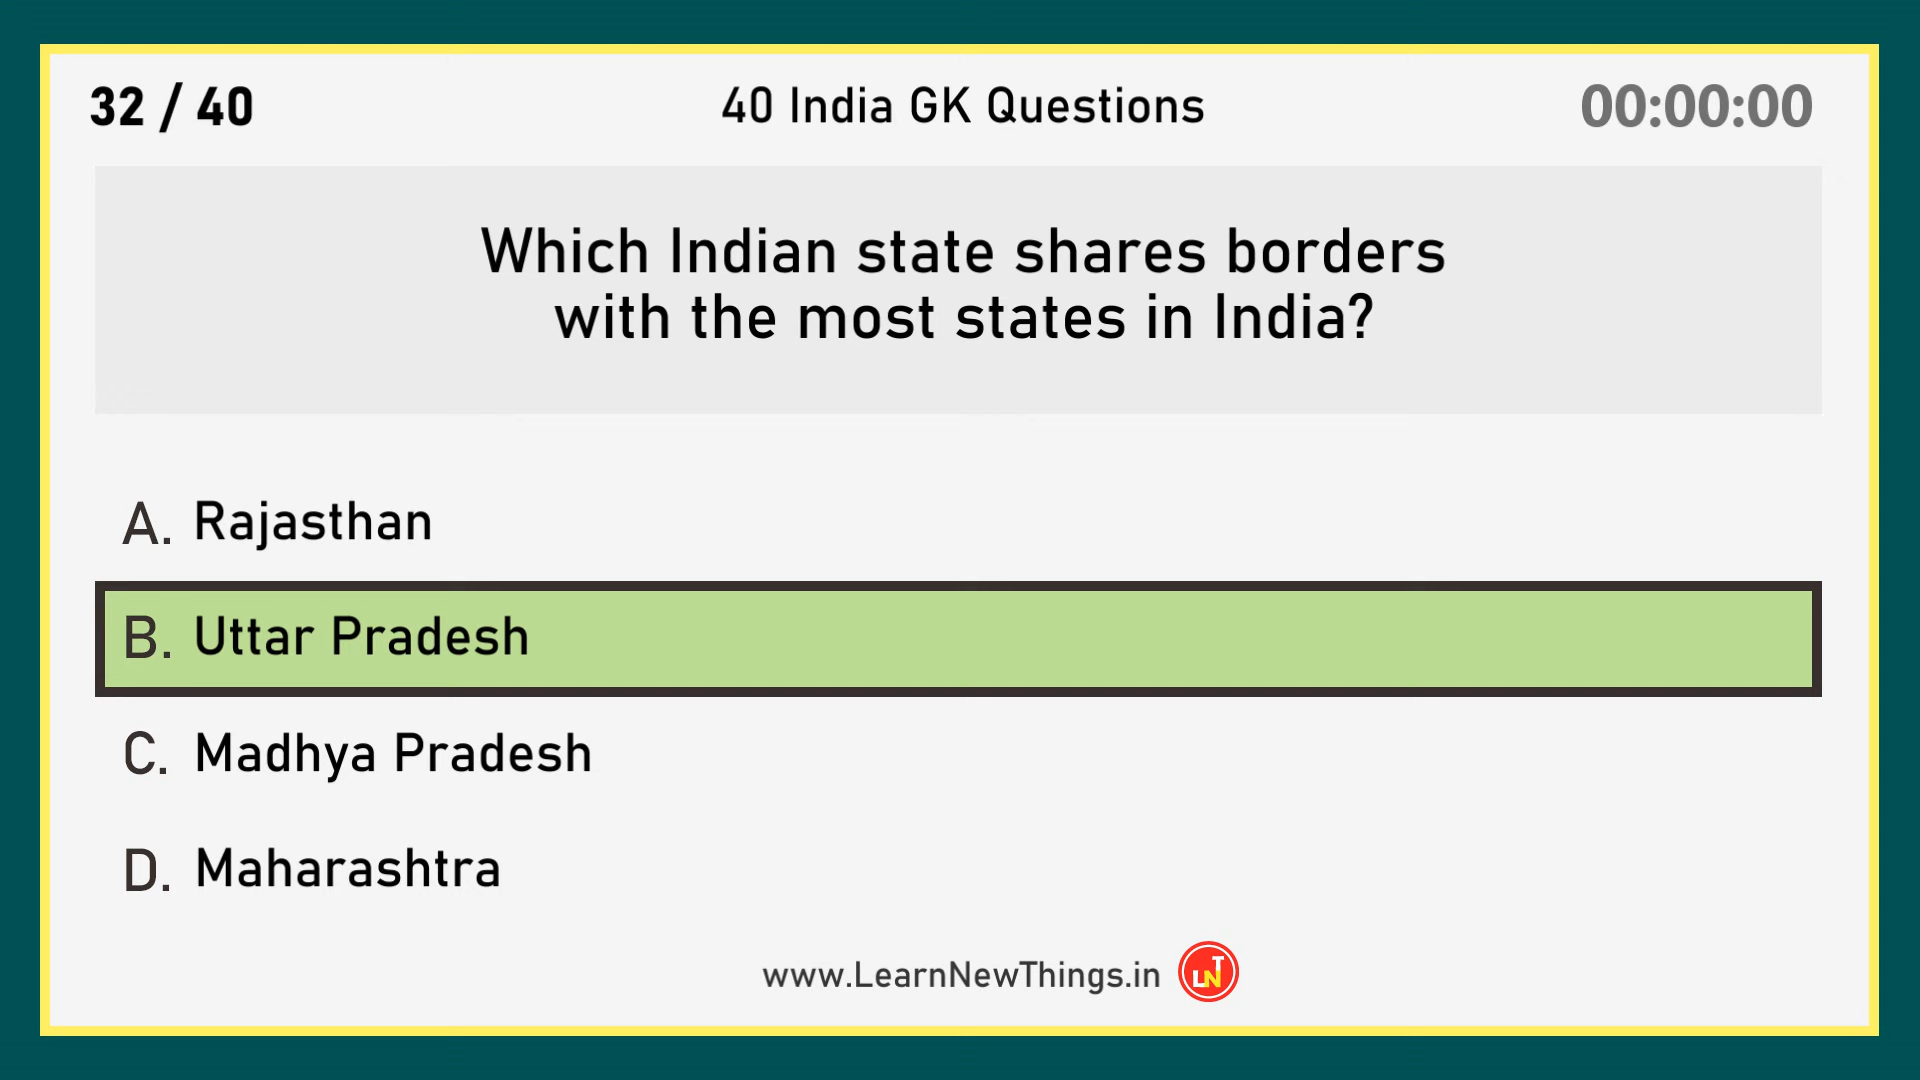 32 / 40
40 India GK Questions
00:00:00
Which Indian state shares borders
with the most states in India?
A. Rajasthan
B. Uttar Pradesh
C. Madhya Pradesh
D. Maharashtra
www.LearnNewThings.in
LNT